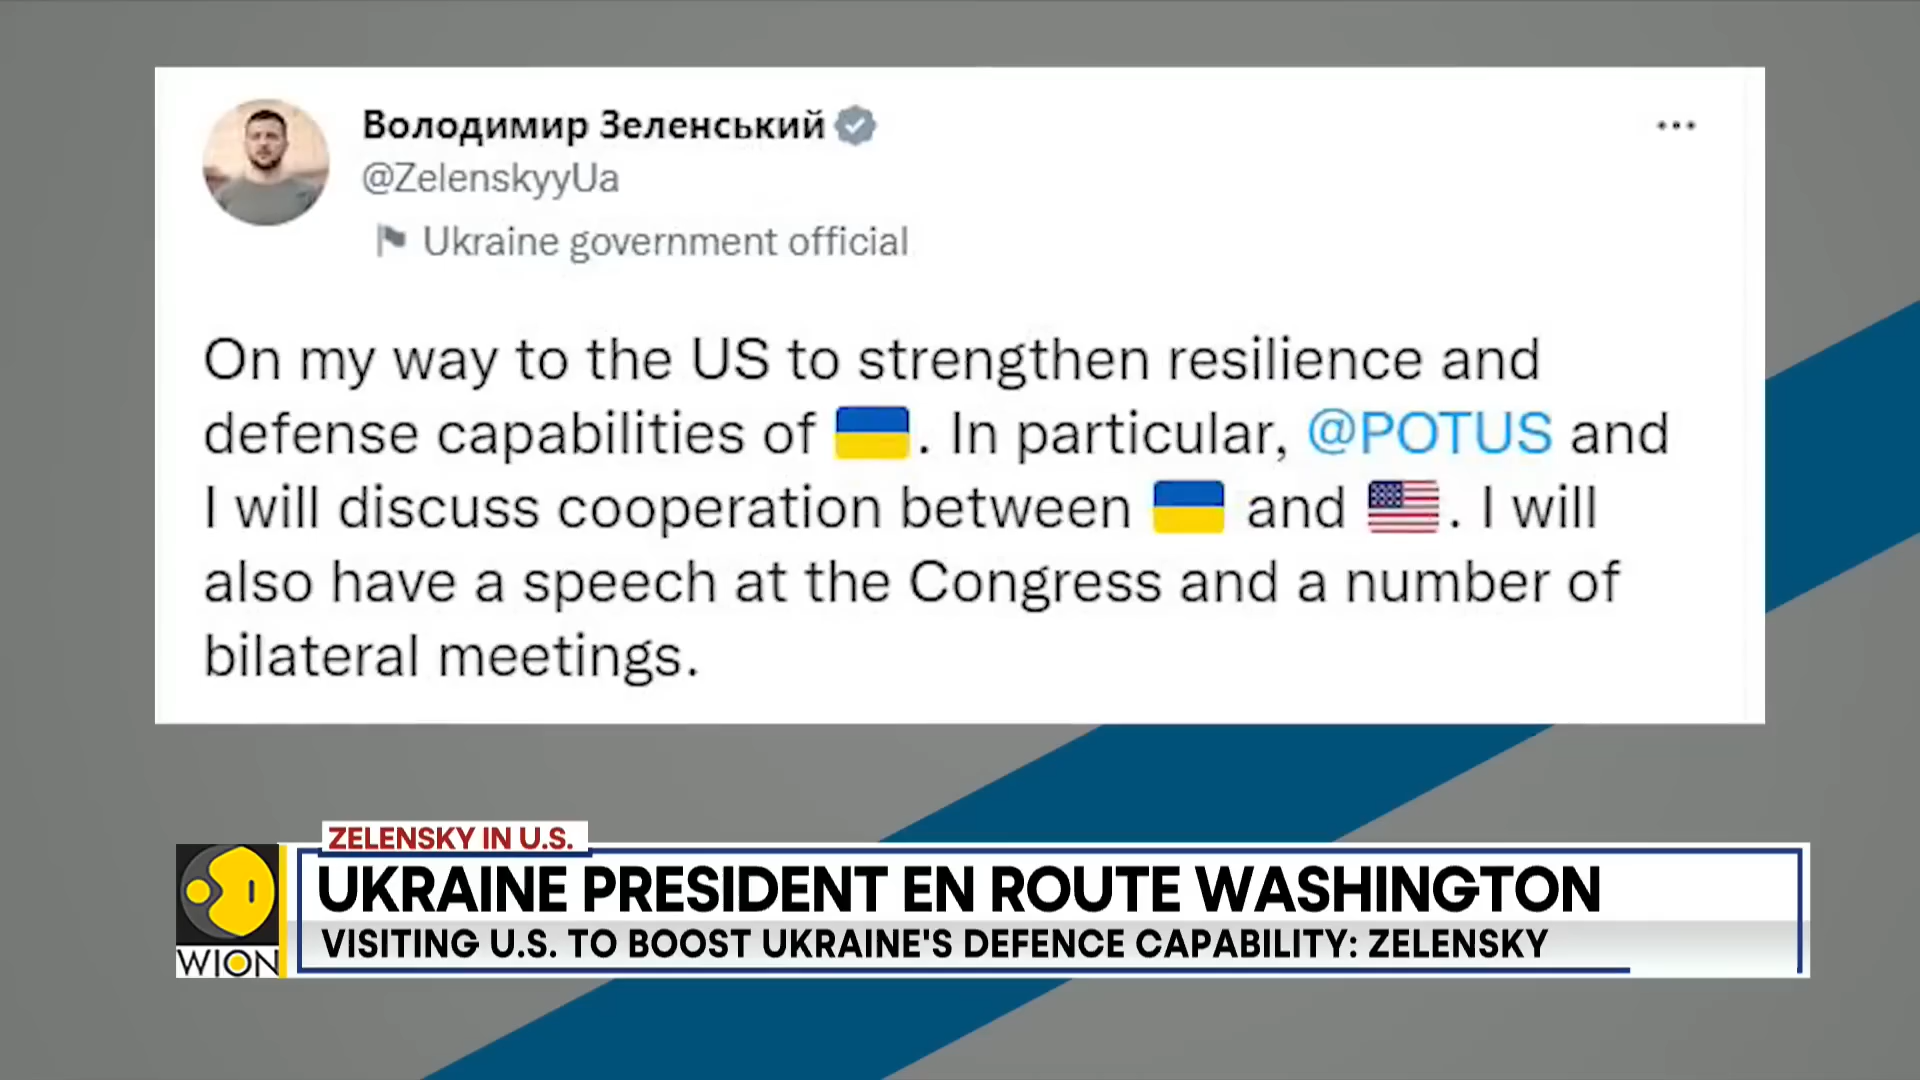 Володимир Зеленський
@ZelenskyyUa
Ukraine government official
On my way to the US to strengthen resilience and
defense capabilities of 🇺🇦. In particular, @POTUS and
I will discuss cooperation between 🇺🇦 and 🇺🇸. I will
also have a speech at the Congress and a number of
bilateral meetings.
ZELENSKY IN U.S.
UKRAINE PRESIDENT EN ROUTE WASHINGTON
VISITING U.S. TO BOOST UKRAINE'S DEFENCE CAPABILITY: ZELENSKY
WION